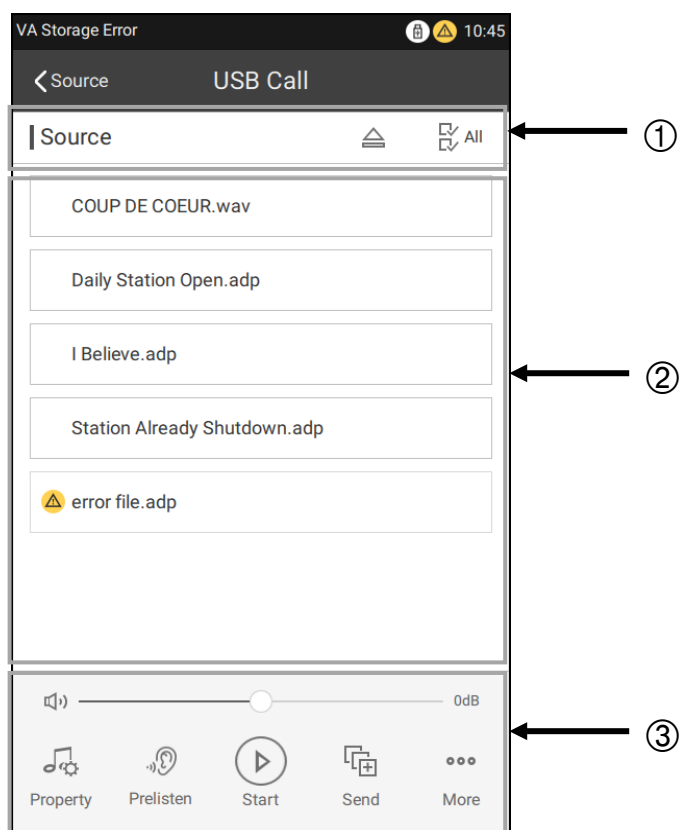 VA Storage Error 10:45
Source USB Call
Source All ①
COUP DE COEUR.wav
Daily Station Open.adp
I Believe.adp
②
Station Already Shutdown.adp
error file.adp
0dB
③
Property Prelisten Start Send More